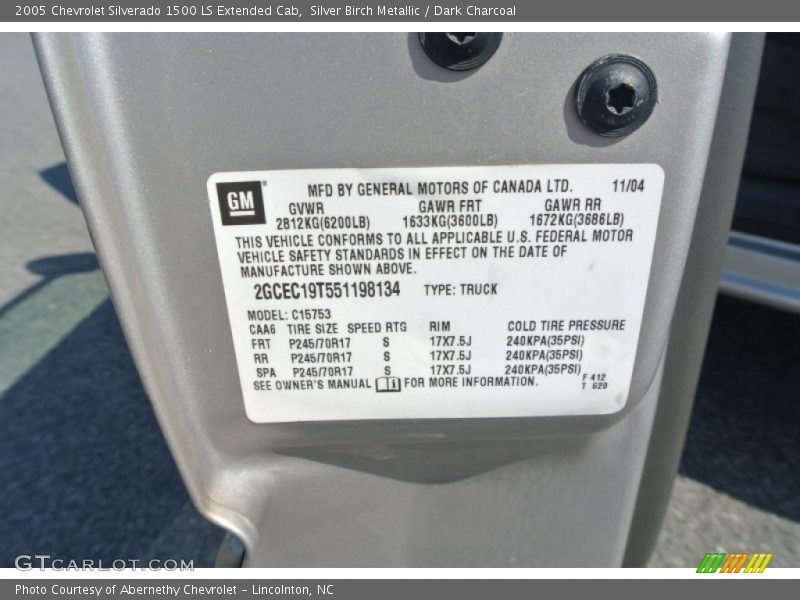 2005 Chevrolet Silverado 1500 LS Extended Cab,  Silver Birch Metallic / Dark Charcoal
GM
MFD BY GENERAL MOTORS OF CANADA LTD. 11/04
GVWR GAWR FRT GAWR RR
2812KG(6200LB) 1633KG(3600LB) 1672KG(3686LB)
THIS VEHICLE CONFORMS TO ALL APPLICABLE U.S. FEDERAL MOTOR
VEHICLE SAFETY STANDARDS IN EFFECT ON THE DATE OF
MANUFACTURE SHOWN ABOVE.
2GCEC19T551198134 TYPE: TRUCK
MODEL: C15753
CAA6 TIRE SIZE SPEED RTG RIM COLD TIRE PRESSURE
FRT P245/70R17 S 17X7.5J 240KPA(35PSI)
RR P245/70R17 S 17X7.5J 240KPA(35PSI)
SPA P245/70R17 S 17X7.5J 240KPA(35PSI)
SEE OWNER'S MANUAL FOR MORE INFORMATION.
F 412
T 620
GTCARLOT.COM
Photo Courtesy of Abernethy Chevrolet – Lincolnton, NC